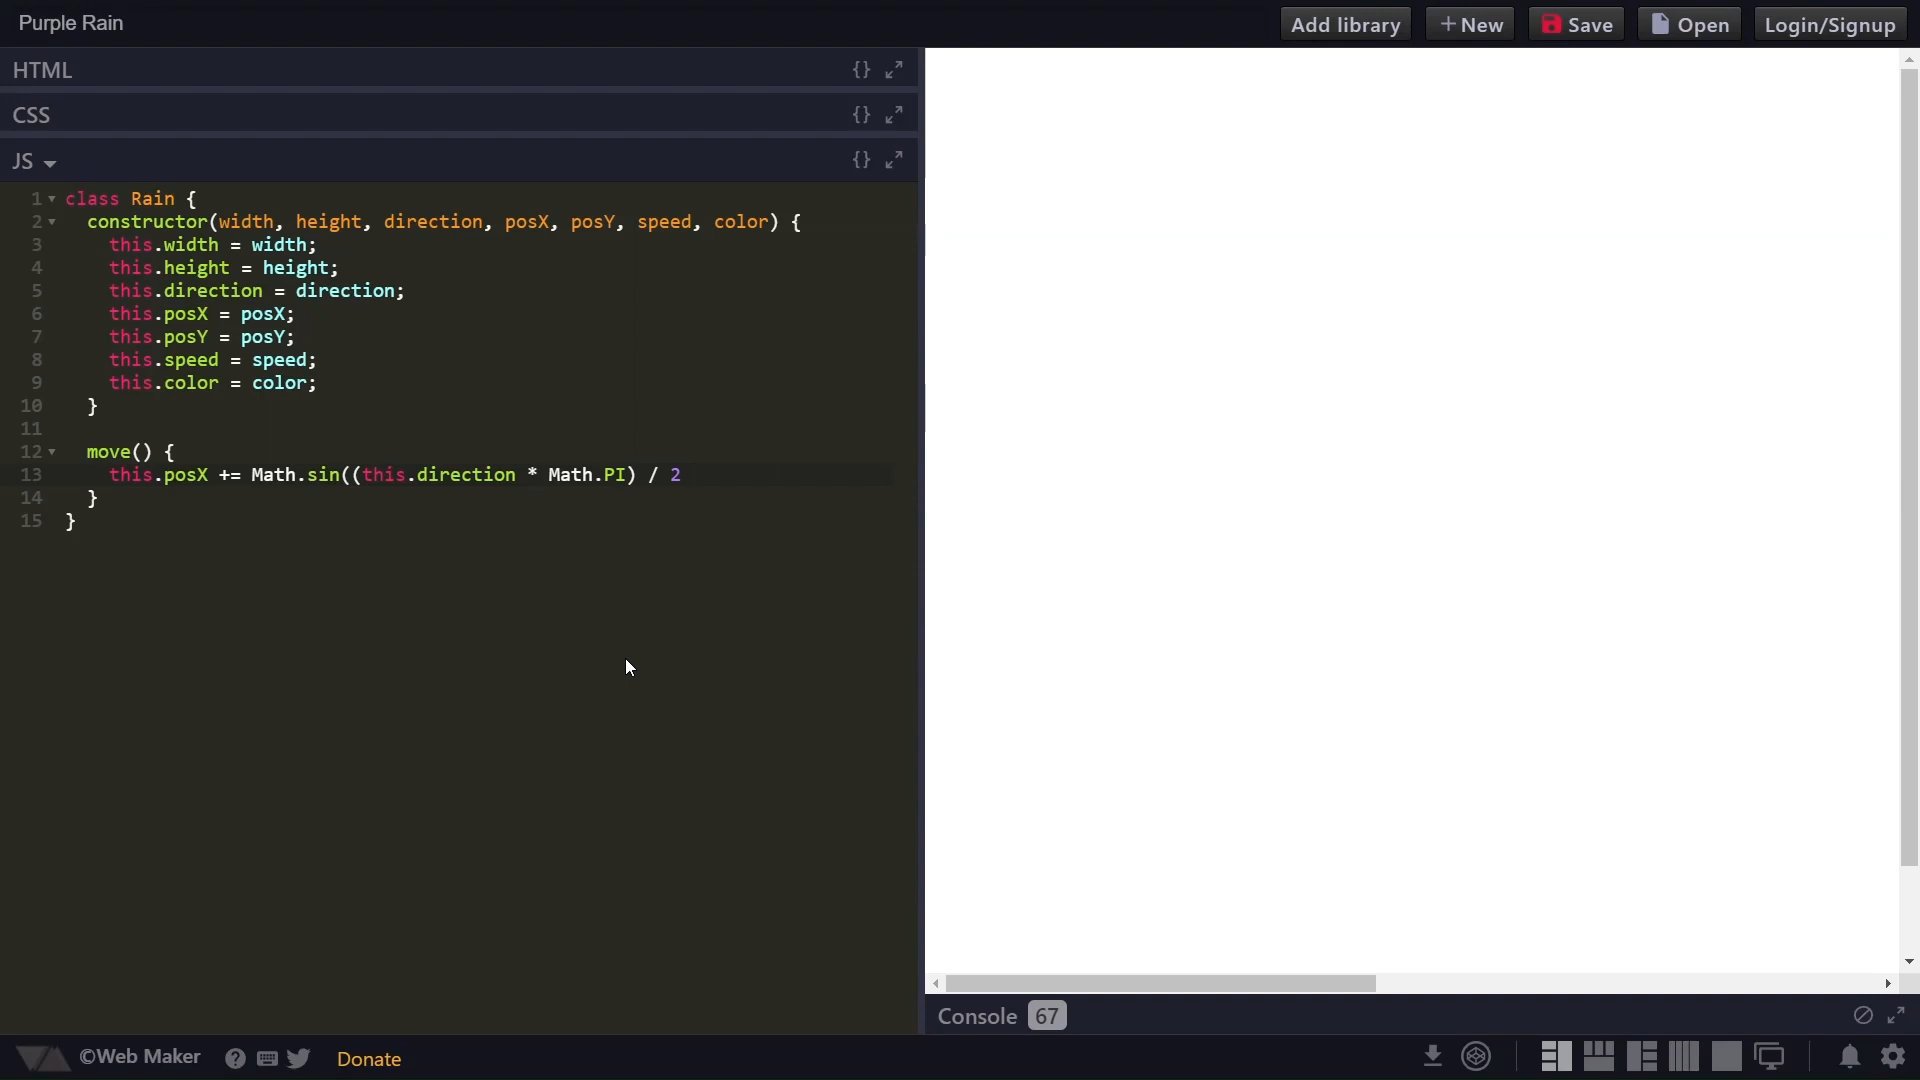 Purple Rain
Add library
+ New
Save
Open
Login/Signup
HTML
{}
CSS
{}
JS
{}
1 class Rain {
2 constructor(width, height, direction, posX, posY, speed, color) {
3 this.width = width;
4 this.height = height;
5 this.direction = direction;
6 this.posX = posX;
7 this.posY = posY;
8 this.speed = speed;
9 this.color = color;
10 }
11
12 move() {
13 this.posX += Math.sin((this.direction * Math.PI) / 2
14 }
15 }
Console 67
©Web Maker
?
Donate